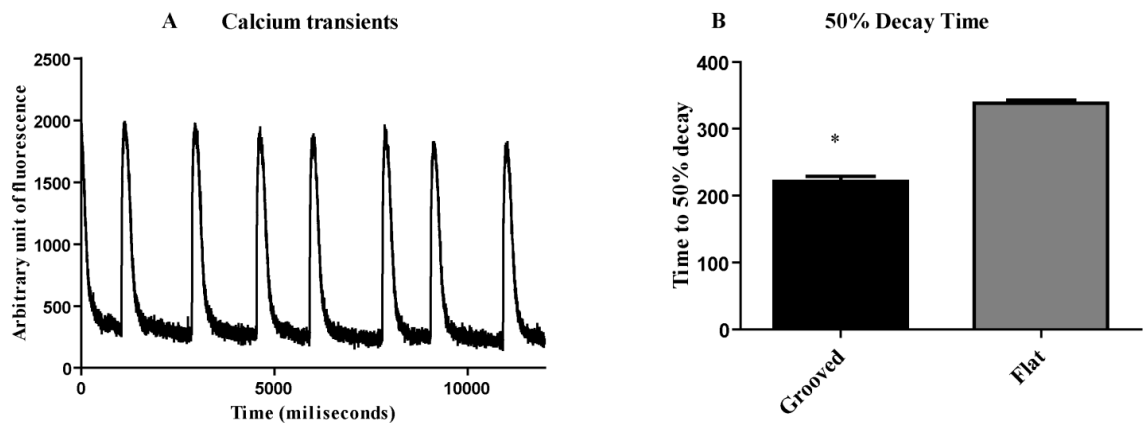 A Calcium transients
2500
2000
1500
1000
500
0
Arbitrary unit of fluorescence
0 5000 10000
Time (miliseconds)
B 50% Decay Time
400
300
200
100
0
Time to 50% decay
*
Grooved
Flat